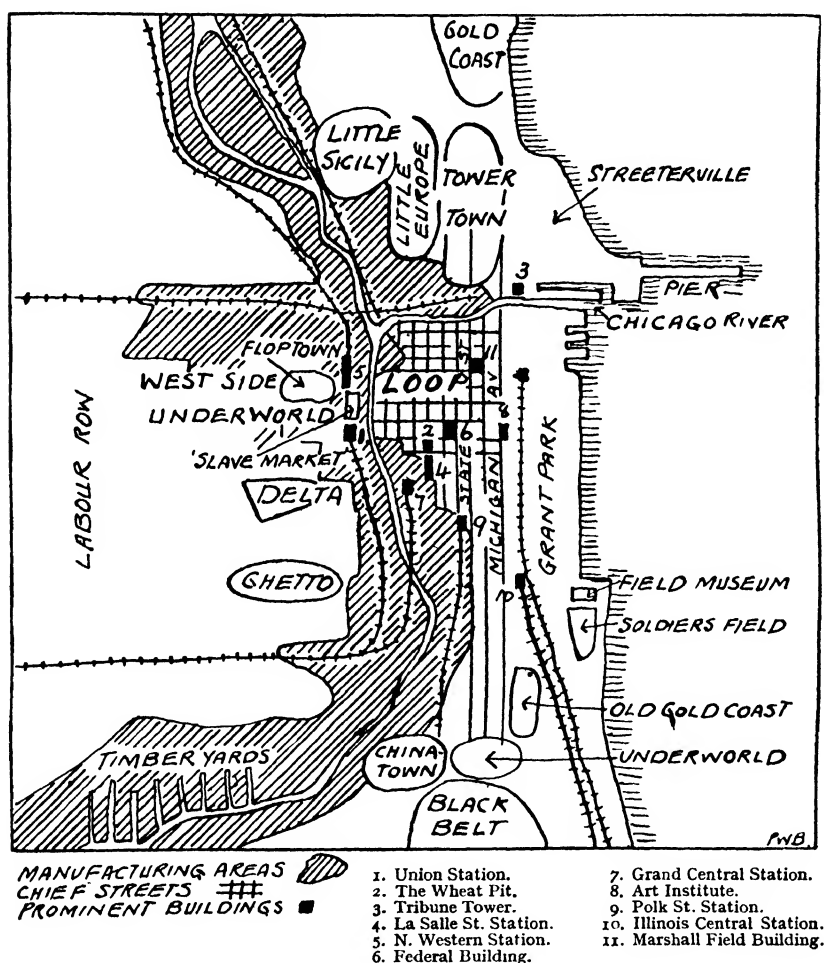 GOLD
COAST
LITTLE
SICILY
LITTLE
EUROPE
TOWER
TOWN
STREETERVILLE
3
PIER
CHICAGO RIVER
FLOPTOWN
5
WEST SIDE
LOOP
ST
11
AV
UNDERWORLD
1
2
6
8
'SLAVE MARKET
4
STATE
MICHIGAN
GRANT PARK
LABOUR ROW
DELTA
7
9
GHETTO
10
FIELD MUSEUM
SOLDIERS FIELD
OLD GOLD COAST
TIMBER YARDS
CHINA-
TOWN
UNDERWORLD
BLACK
BELT
P.W.B.
MANUFACTURING AREAS
CHIEF STREETS
PROMINENT BUILDINGS
1. Union Station.
2. The Wheat Pit.
3. Tribune Tower.
4. La Salle St. Station.
5. N. Western Station.
6. Federal Building.
7. Grand Central Station.
8. Art Institute.
9. Polk St. Station.
10. Illinois Central Station.
11. Marshall Field Building.